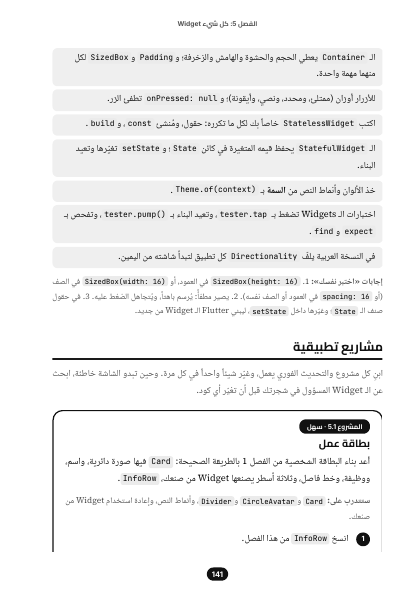 الفصل 5: كل شيء Widget
الـ Container يعطي الحجم والحشوة والهامش والزخرفة؛ و Padding و SizedBox لكل
منهما مهمة واحدة.
للأزرار أوزان (ممتلئ، ومحدد، ونصي، وأيقونة)؛ و onPressed: null تطفئ الزر.
اكتب StatelessWidget خاصاً بك لكل ما تكرره: حقول، ومُنشئ const ، و build .
الـ StatefulWidget يحفظ قيمه المتغيرة في كائن State ؛ و setState تغيّرها وتعيد
البناء.
خذ الألوان وأنماط النص من السمة بـ Theme.of(context) .
اختبارات الـ Widgets تضغط بـ tester.tap ، وتعيد البناء بـ tester.pump() ، وتفحص بـ
expect و find .
في النسخة العربية يلفّ Directionality كل تطبيق لتبدأ شاشته من اليمين.
إجابات «اختبر نفسك»: 1. SizedBox(height: 16) في العمود، أو SizedBox(width: 16) في الصف
(أو spacing: 16 في العمود أو الصف نفسه). 2. يصير مطفأً: يُرسم باهتاً، ويُتجاهل الضغط عليه. 3. في حقول
صنف الـ State ؛ وغيّرها داخل setState ، ليبني Flutter الـ Widget من جديد.
مشاريع تطبيقية
ابنِ كل مشروع والتحديث الفوري يعمل، وغيّر شيئاً واحداً في كل مرة. وحين تبدو الشاشة خاطئة، ابحث
عن الـ Widget المسؤول في شجرتك قبل أن تغيّر أي كود.
المشروع 5.1 · سهل
بطاقة عمل
أعد بناء البطاقة الشخصية من الفصل 1 بالطريقة الصحيحة: Card فيها صورة دائرية، واسم،
ووظيفة، وخط فاصل، وثلاثة أسطر يصنعها Widget من صنعك، InfoRow .
ستتدرب على: Card و CircleAvatar و Divider ، وأنماط النص، وإعادة استخدام Widget من
صنعك.
1 انسخ InfoRow من هذا الفصل.
141